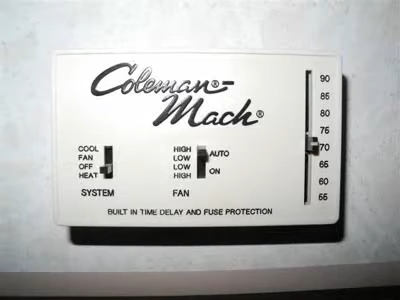 Coleman®-
Mach®
COOL
FAN
OFF
HEAT
SYSTEM
HIGH
LOW
LOW
HIGH
AUTO
ON
FAN
90
85
80
75
70
65
60
55
BUILT IN TIME DELAY AND FUSE PROTECTION